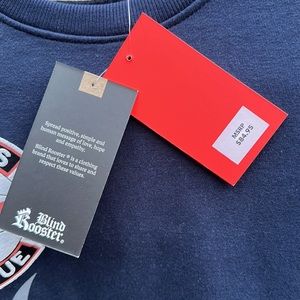 Spread positive, simple and
human message of love, hope
and empathy.
Blind Rooster ® is a clothing
brand that loves to share and
respect these values.
Blind
Rooster®
MSRP
$84.95
S
UE